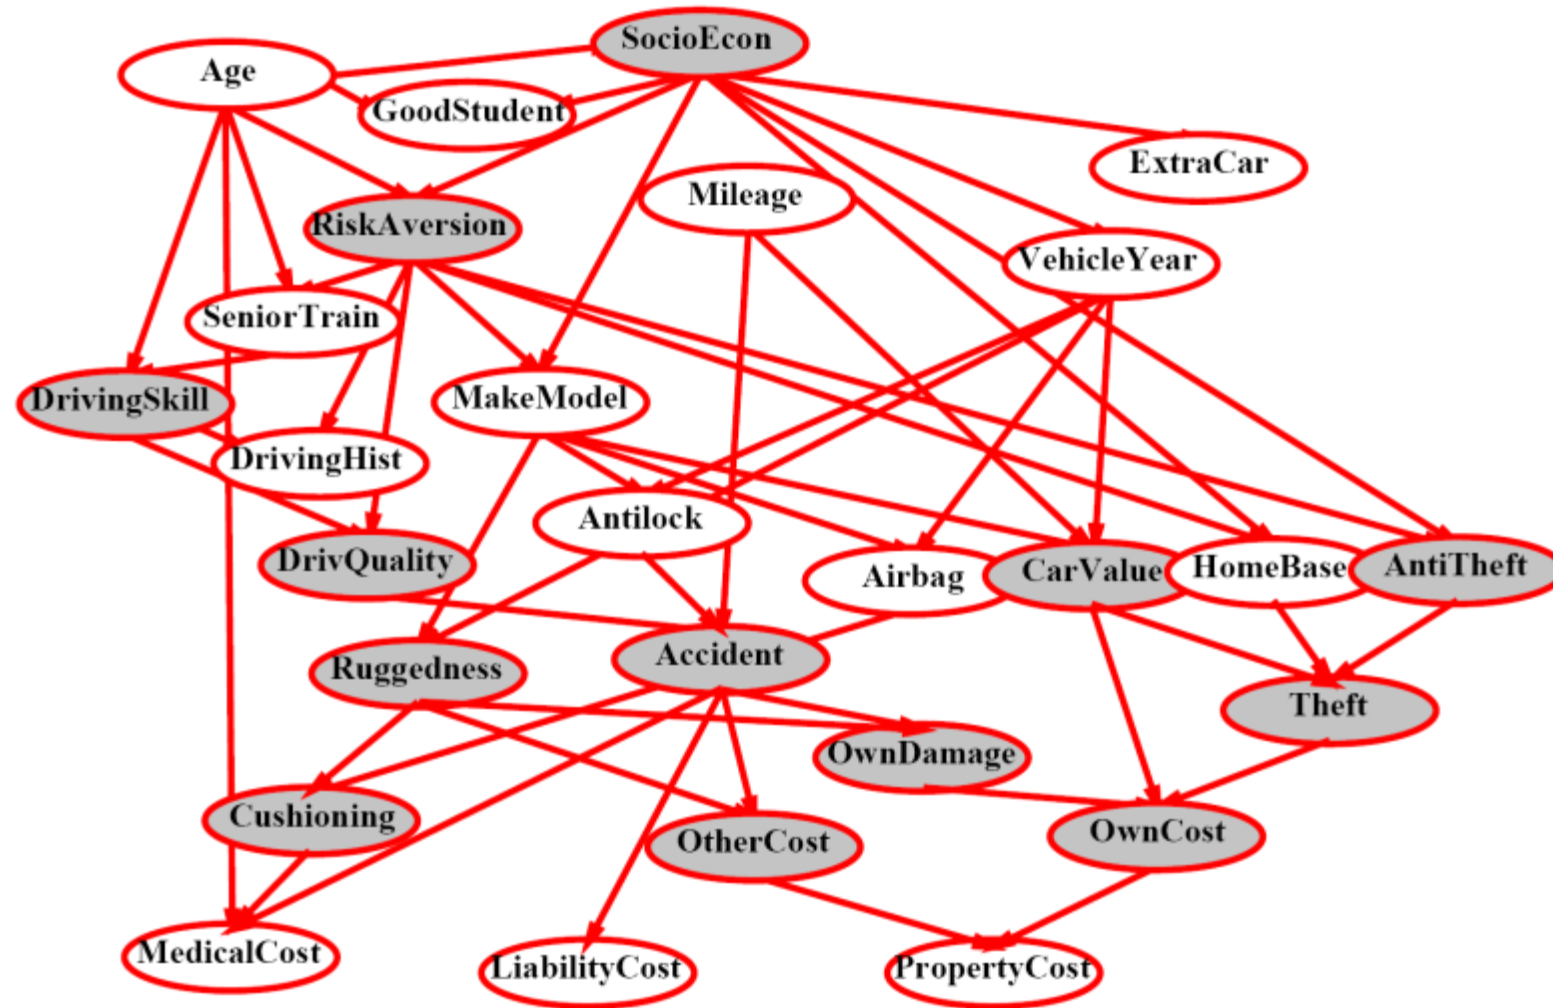 SocioEcon
Age
GoodStudent
ExtraCar
Mileage
RiskAversion
VehicleYear
SeniorTrain
DrivingSkill
MakeModel
DrivingHist
Antilock
DrivQuality
Airbag
CarValue
HomeBase
AntiTheft
Ruggedness
Accident
Theft
OwnDamage
Cushioning
OtherCost
OwnCost
MedicalCost
LiabilityCost
PropertyCost